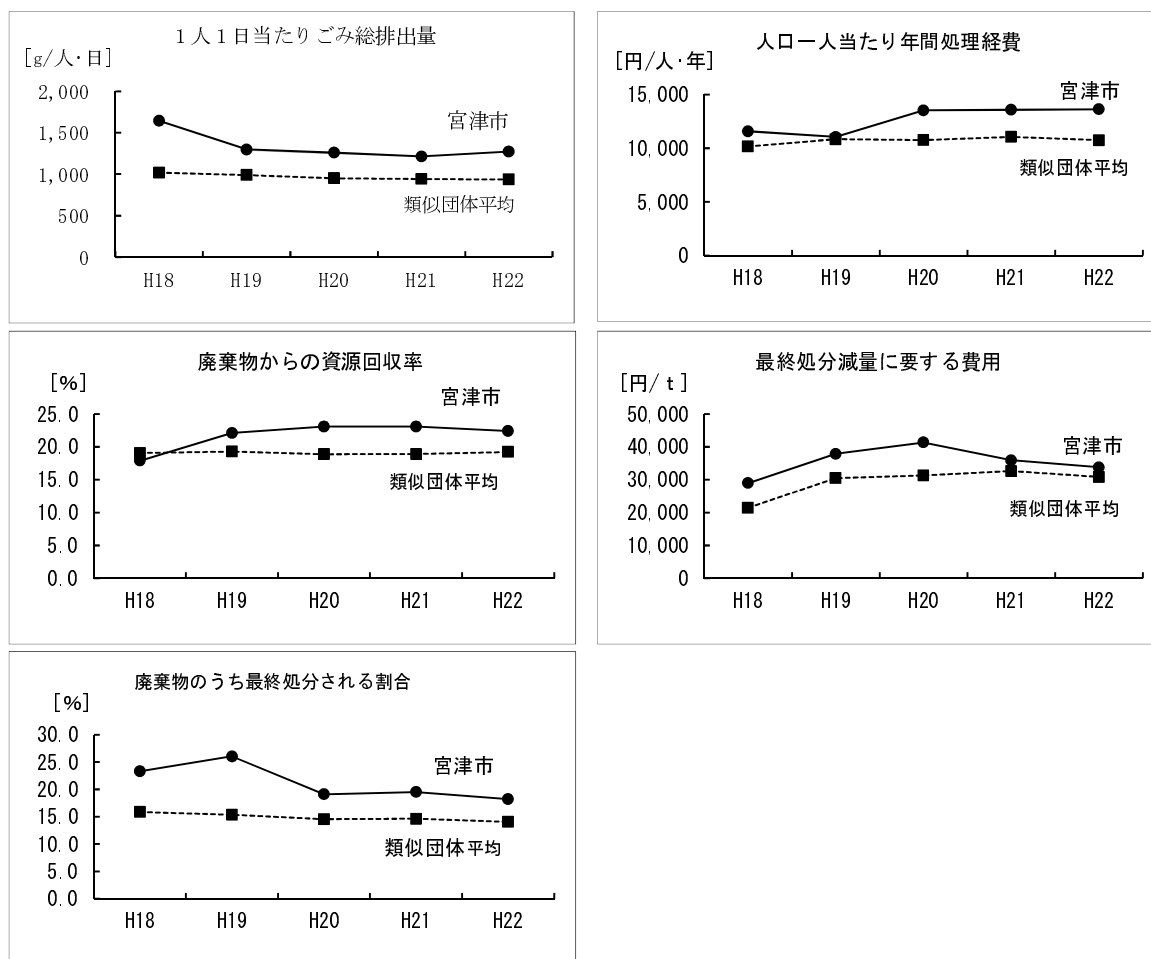 １人１日当たりごみ総排出量
[g/人・日]
2,000
1,500
1,000
500
0
宮津市
類似団体平均
H18 H19 H20 H21 H22
人口一人当たり年間処理経費
[円/人・年]
15,000
10,000
5,000
0
宮津市
類似団体平均
H18 H19 H20 H21 H22
廃棄物からの資源回収率
[%]
25.0
20.0
15.0
10.0
5.0
0.0
宮津市
類似団体平均
H18 H19 H20 H21 H22
最終処分減量に要する費用
[円/ｔ]
50,000
40,000
30,000
20,000
10,000
0
宮津市
類似団体平均
H18 H19 H20 H21 H22
廃棄物のうち最終処分される割合
[%]
30.0
25.0
20.0
15.0
10.0
5.0
0.0
宮津市
類似団体平均
H18 H19 H20 H21 H22